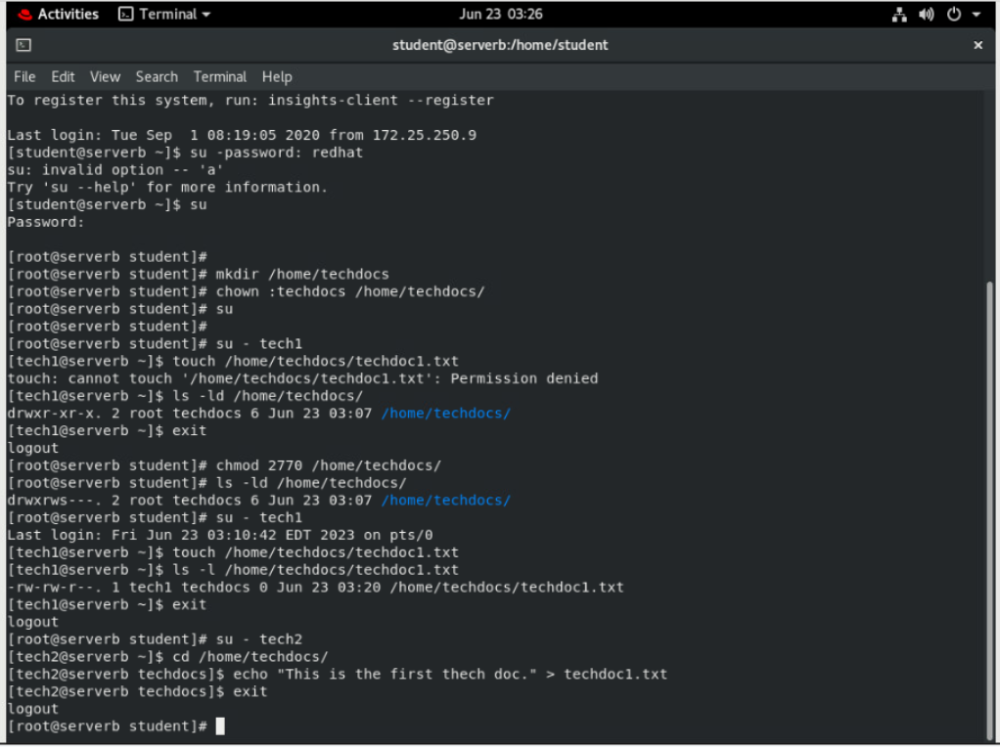 Activities Terminal Jun 23 03:26
student@serverb:/home/student
File Edit View Search Terminal Help
To register this system, run: insights-client --register
Last login: Tue Sep  1 08:19:05 2020 from 172.25.250.9
[student@serverb ~]$ su -password: redhat
su: invalid option -- 'a'
Try 'su --help' for more information.
[student@serverb ~]$ su
Password:
[root@serverb student]#
[root@serverb student]# mkdir /home/techdocs
[root@serverb student]# chown :techdocs /home/techdocs/
[root@serverb student]# su
[root@serverb student]#
[root@serverb student]# su - tech1
[tech1@serverb ~]$ touch /home/techdocs/techdoc1.txt
touch: cannot touch '/home/techdocs/techdoc1.txt': Permission denied
[tech1@serverb ~]$ ls -ld /home/techdocs/
drwxr-xr-x. 2 root techdocs 6 Jun 23 03:07 /home/techdocs/
[tech1@serverb ~]$ exit
logout
[root@serverb student]# chmod 2770 /home/techdocs/
[root@serverb student]# ls -ld /home/techdocs/
drwxrws---. 2 root techdocs 6 Jun 23 03:07 /home/techdocs/
[root@serverb student]# su - tech1
Last login: Fri Jun 23 03:10:42 EDT 2023 on pts/0
[tech1@serverb ~]$ touch /home/techdocs/techdoc1.txt
[tech1@serverb ~]$ ls -l /home/techdocs/techdoc1.txt
-rw-rw-r--. 1 tech1 techdocs 0 Jun 23 03:20 /home/techdocs/techdoc1.txt
[tech1@serverb ~]$ exit
logout
[root@serverb student]# su - tech2
[tech2@serverb ~]$ cd /home/techdocs/
[tech2@serverb techdocs]$ echo "This is the first thech doc." > techdoc1.txt
[tech2@serverb techdocs]$ exit
logout
[root@serverb student]#